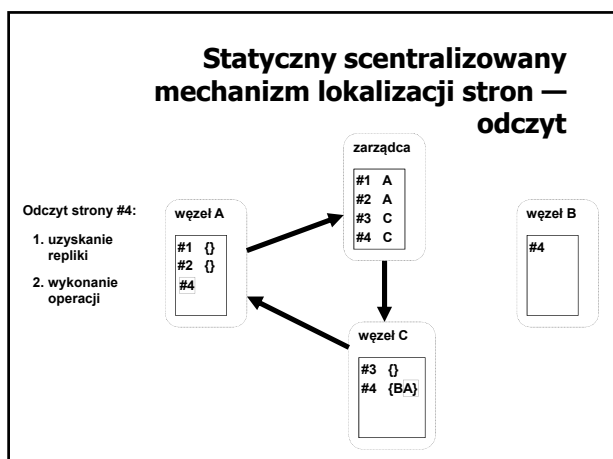 Statyczny scentralizowany
mechanizm lokalizacji stron —
odczyt
zarządca
#1 A
#2 A
#3 C
#4 C
Odczyt strony #4:
1. uzyskanie
repliki
2. wykonanie
operacji
węzeł A
#1 {}
#2 {}
#4
węzeł B
#4
węzeł C
#3 {}
#4 {BA}